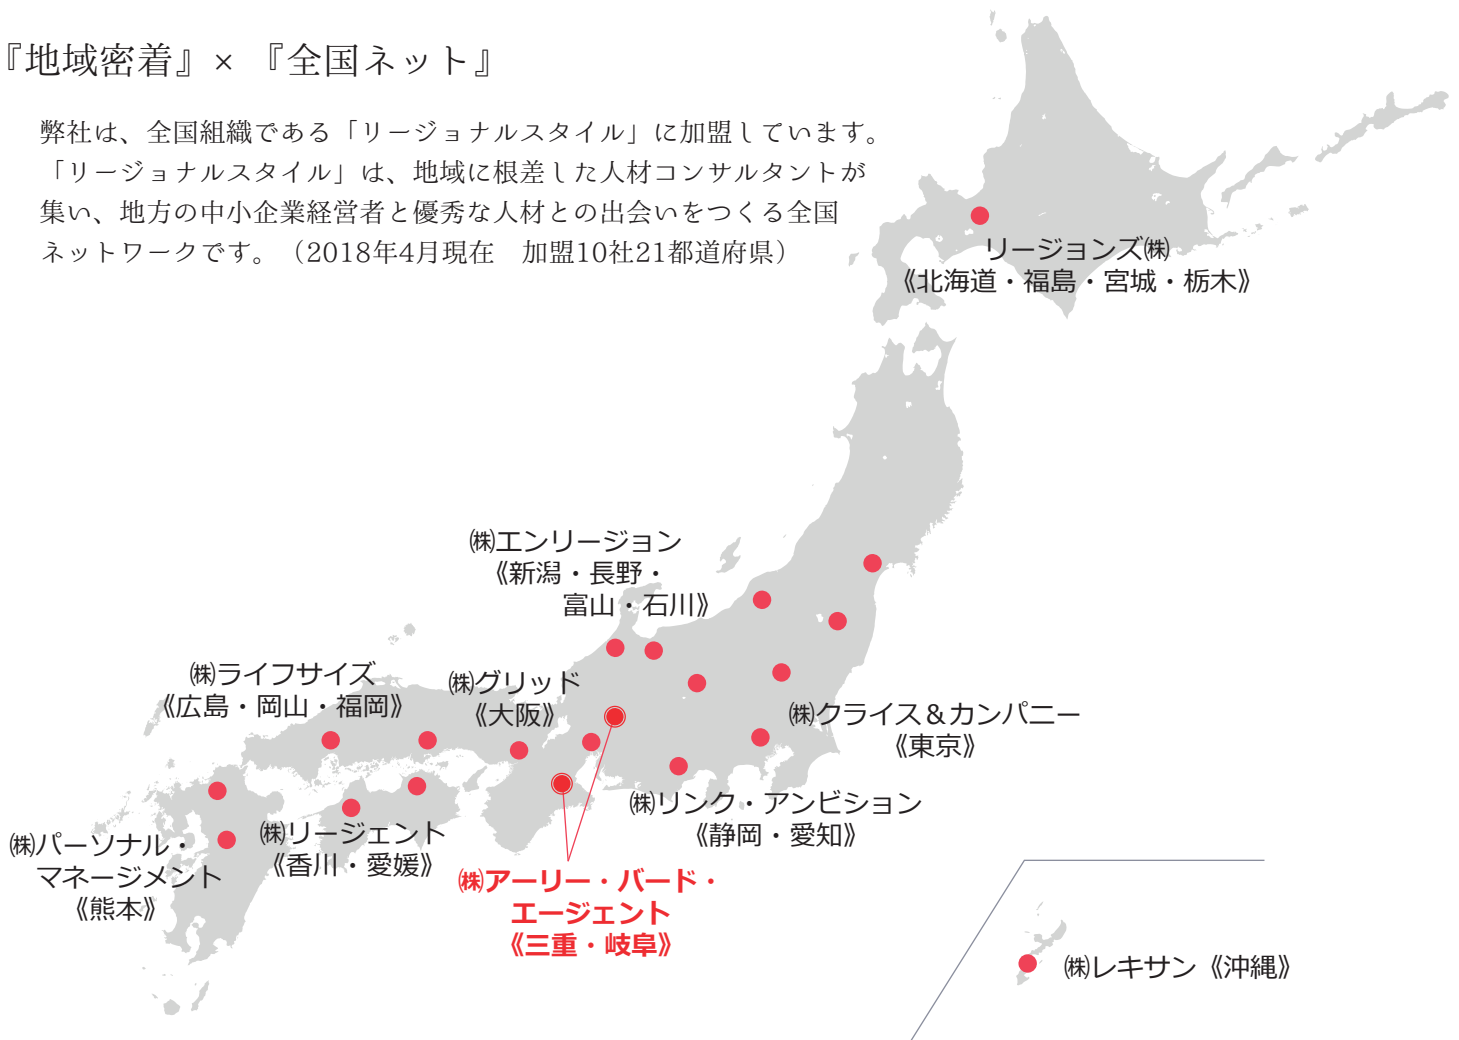 『地域密着』× 『全国ネット』
弊社は、全国組織である「リージョナルスタイル」に加盟しています。
「リージョナルスタイル」は、地域に根差した人材コンサルタントが
集い、地方の中小企業経営者と優秀な人材との出会いをつくる全国
ネットワークです。（2018年4月現在　加盟10社21都道府県）
リージョンズ㈱
《北海道・福島・宮城・栃木》
㈱エンリージョン
《新潟・長野・
富山・石川》
㈱ライフサイズ
《広島・岡山・福岡》
㈱グリッド
《大阪》
㈱クライス＆カンパニー
《東京》
㈱リンク・アンビション
《静岡・愛知》
㈱リージェント
《香川・愛媛》
㈱パーソナル・
マネージメント
《熊本》
㈱アーリー・バード・
エージェント
《三重・岐阜》
㈱レキサン《沖縄》